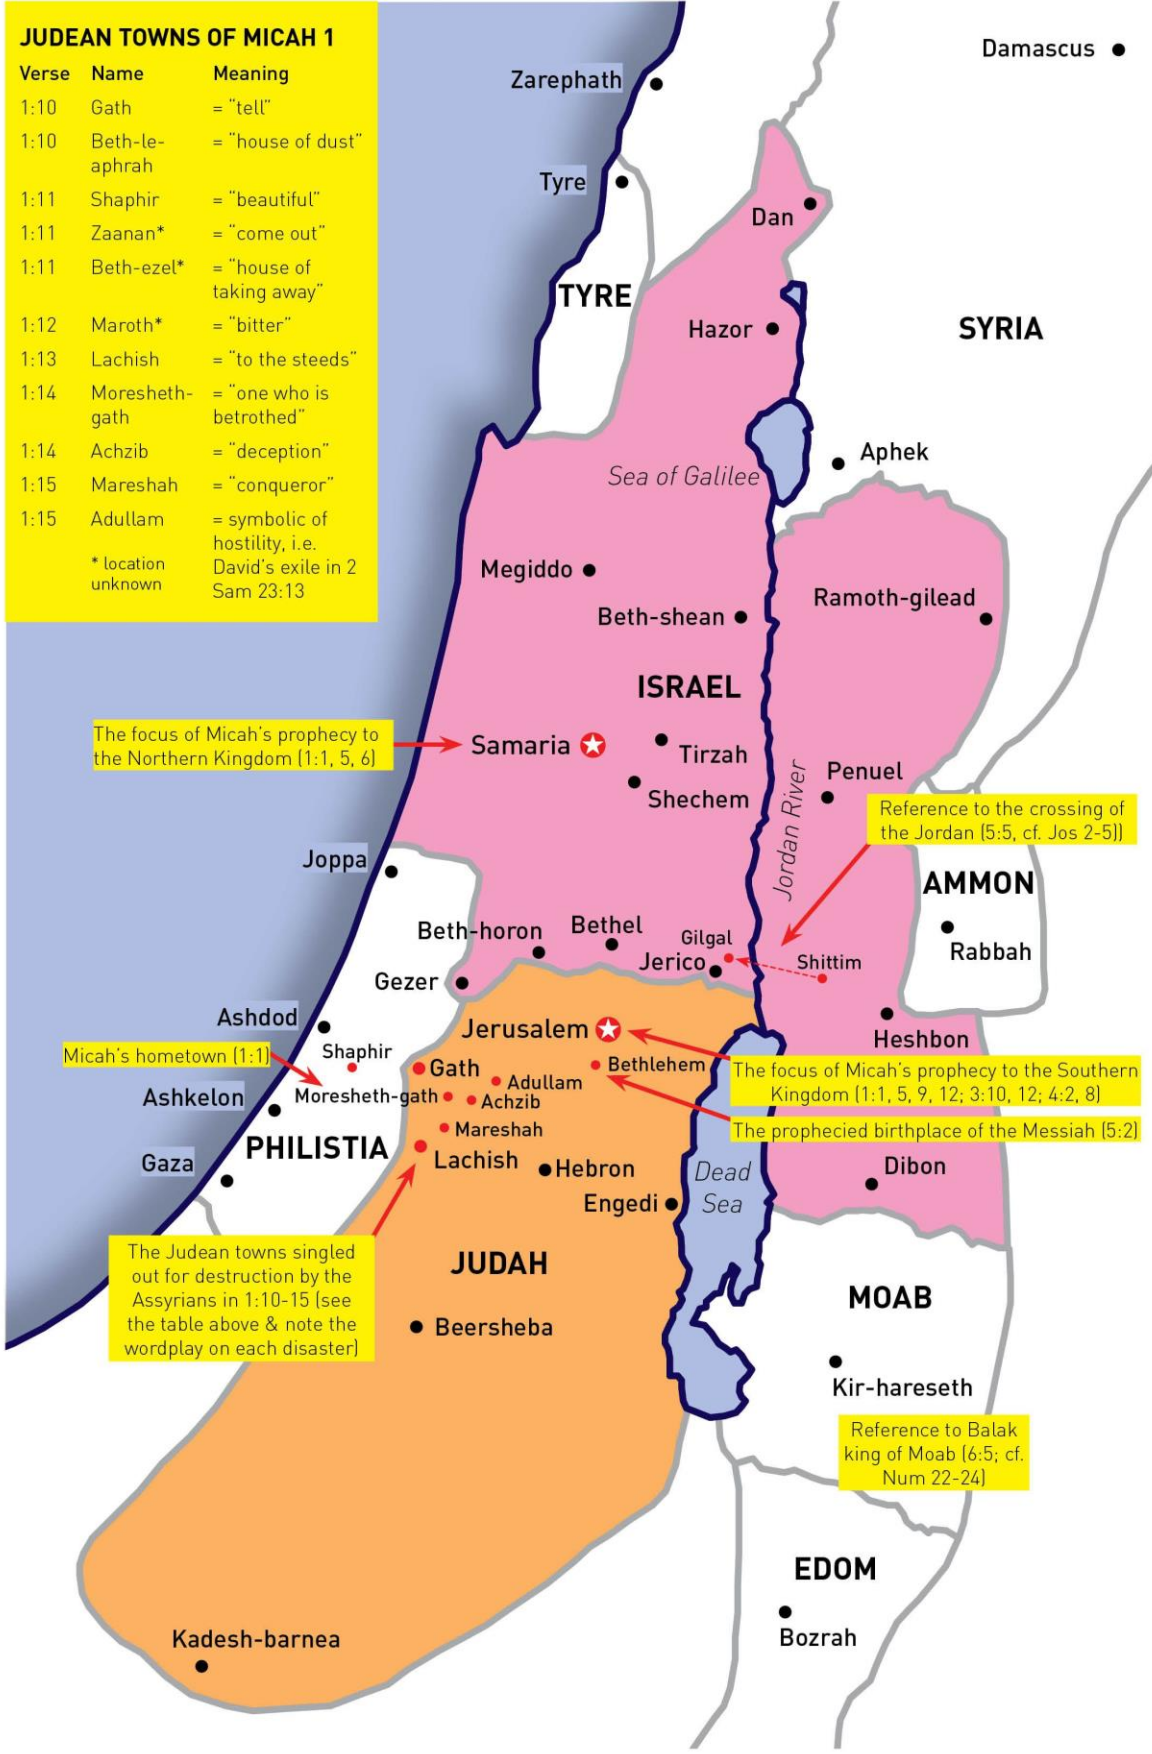 JUDEAN TOWNS OF MICAH 1
Verse Name Meaning
1:10 Gath = “tell”
1:10 Beth-le- = “house of dust”
aphrah
1:11 Shaphir = “beautiful”
1:11 Zaanan* = “come out”
1:11 Beth-ezel* = “house of
taking away”
1:12 Maroth* = “bitter”
1:13 Lachish = “to the steeds”
1:14 Moresheth- = “one who is
gath betrothed”
1:14 Achzib = “deception”
1:15 Mareshah = “conqueror”
1:15 Adullam = symbolic of
hostility, i.e.
* location David’s exile in 2
unknown Sam 23:13
Damascus
Zarephath
Tyre
Dan
TYRE
Hazor
SYRIA
Aphek
Sea of Galilee
Megiddo
Ramoth-gilead
Beth-shean
ISRAEL
The focus of Micah’s prophecy to
the Northern Kingdom (1:1, 5, 6)
Samaria
Tirzah
Shechem
Jordan River
Penuel
Reference to the crossing of
the Jordan (5:5, cf. Jos 2-5))
Joppa
AMMON
Rabbah
Beth-horon
Bethel
Gilgal
Jerico
Shittim
Gezer
Ashdod
Jerusalem
Heshbon
Micah’s hometown (1:1)
Shaphir
Gath
Bethlehem
The focus of Micah’s prophecy to the Southern
Kingdom (1:1, 5, 9, 12; 3:10, 12; 4:2, 8)
Adullam
Moresheth-gath
Achzib
Ashkelon
Mareshah
The prophecied birthplace of the Messiah (5:2)
PHILISTIA
Gaza
Lachish
Hebron
Dead
Sea
Dibon
Engedi
The Judean towns singled
out for destruction by the
Assyrians in 1:10-15 (see
the table above & note the
wordplay on each disaster)
JUDAH
MOAB
Beersheba
Kir-hareseth
Reference to Balak
king of Moab (6:5; cf.
Num 22-24)
EDOM
Bozrah
Kadesh-barnea